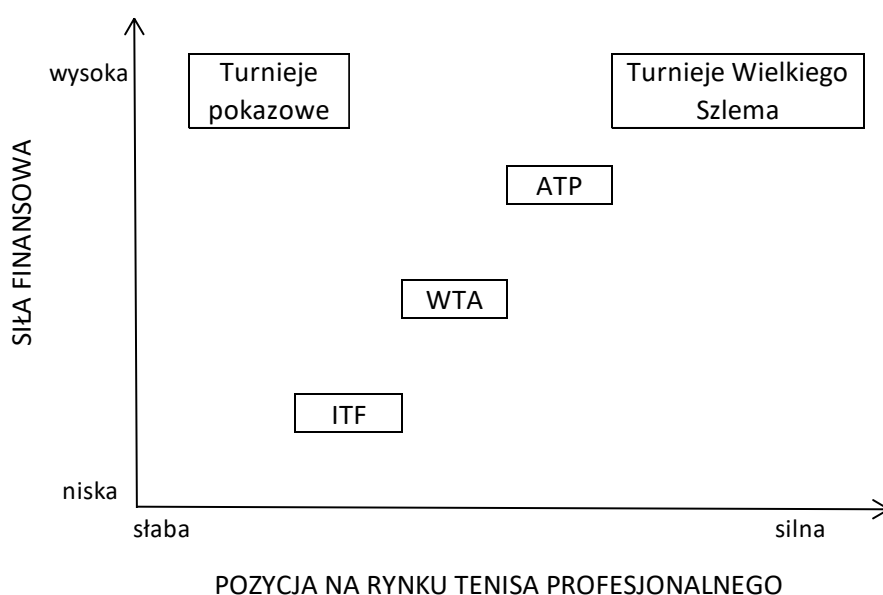 wysoka
Turnieje
pokazowe
Turnieje Wielkiego
Szlema
ATP
SIŁA FINANSOWA
WTA
ITF
niska
słaba
silna
POZYCJA NA RYNKU TENISA PROFESJONALNEGO